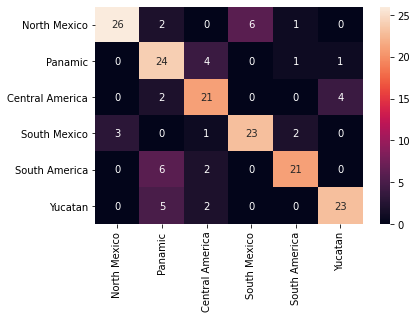 North Mexico 26 2 0 6 1 0
Panamic 0 24 4 0 1 1
Central America 0 2 21 0 0 4
South Mexico 3 0 1 23 2 0
South America 0 6 2 0 21 0
Yucatan 0 5 2 0 0 23
North Mexico
Panamic
Central America
South Mexico
South America
Yucatan
25
20
15
10
5
0